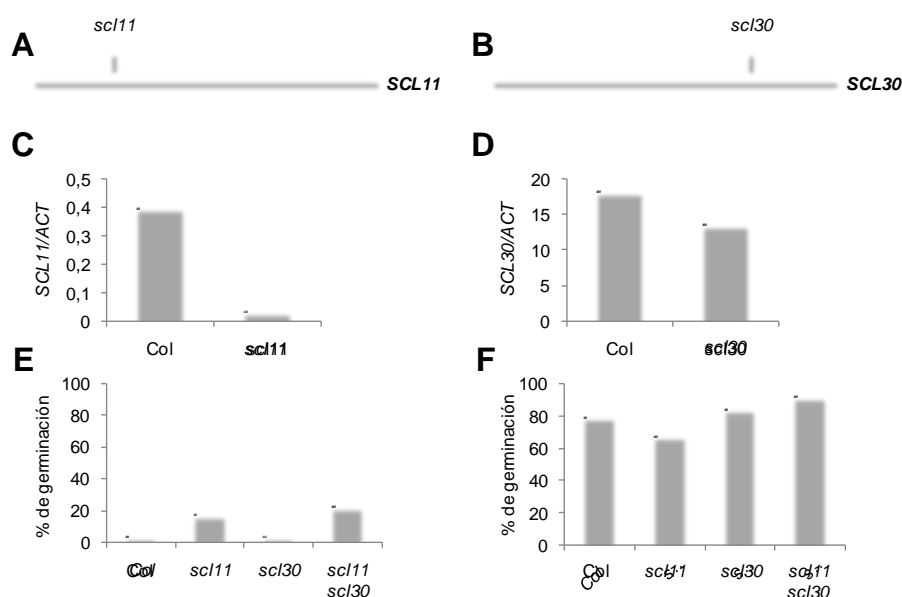 A
scl11
SCL11
B
scl30
SCL30
C
SCL11/ACT
0,5
0,4
0,3
0,2
0,1
0
Col
scl11
D
SCL30/ACT
20
15
10
5
0
Col
scl30
E
% de germinación
100
80
60
40
20
0
Col
scl11
scl30
scl11
scl30
F
% de germinación
100
80
60
40
20
0
Col
scl11
scl30
scl11
scl30